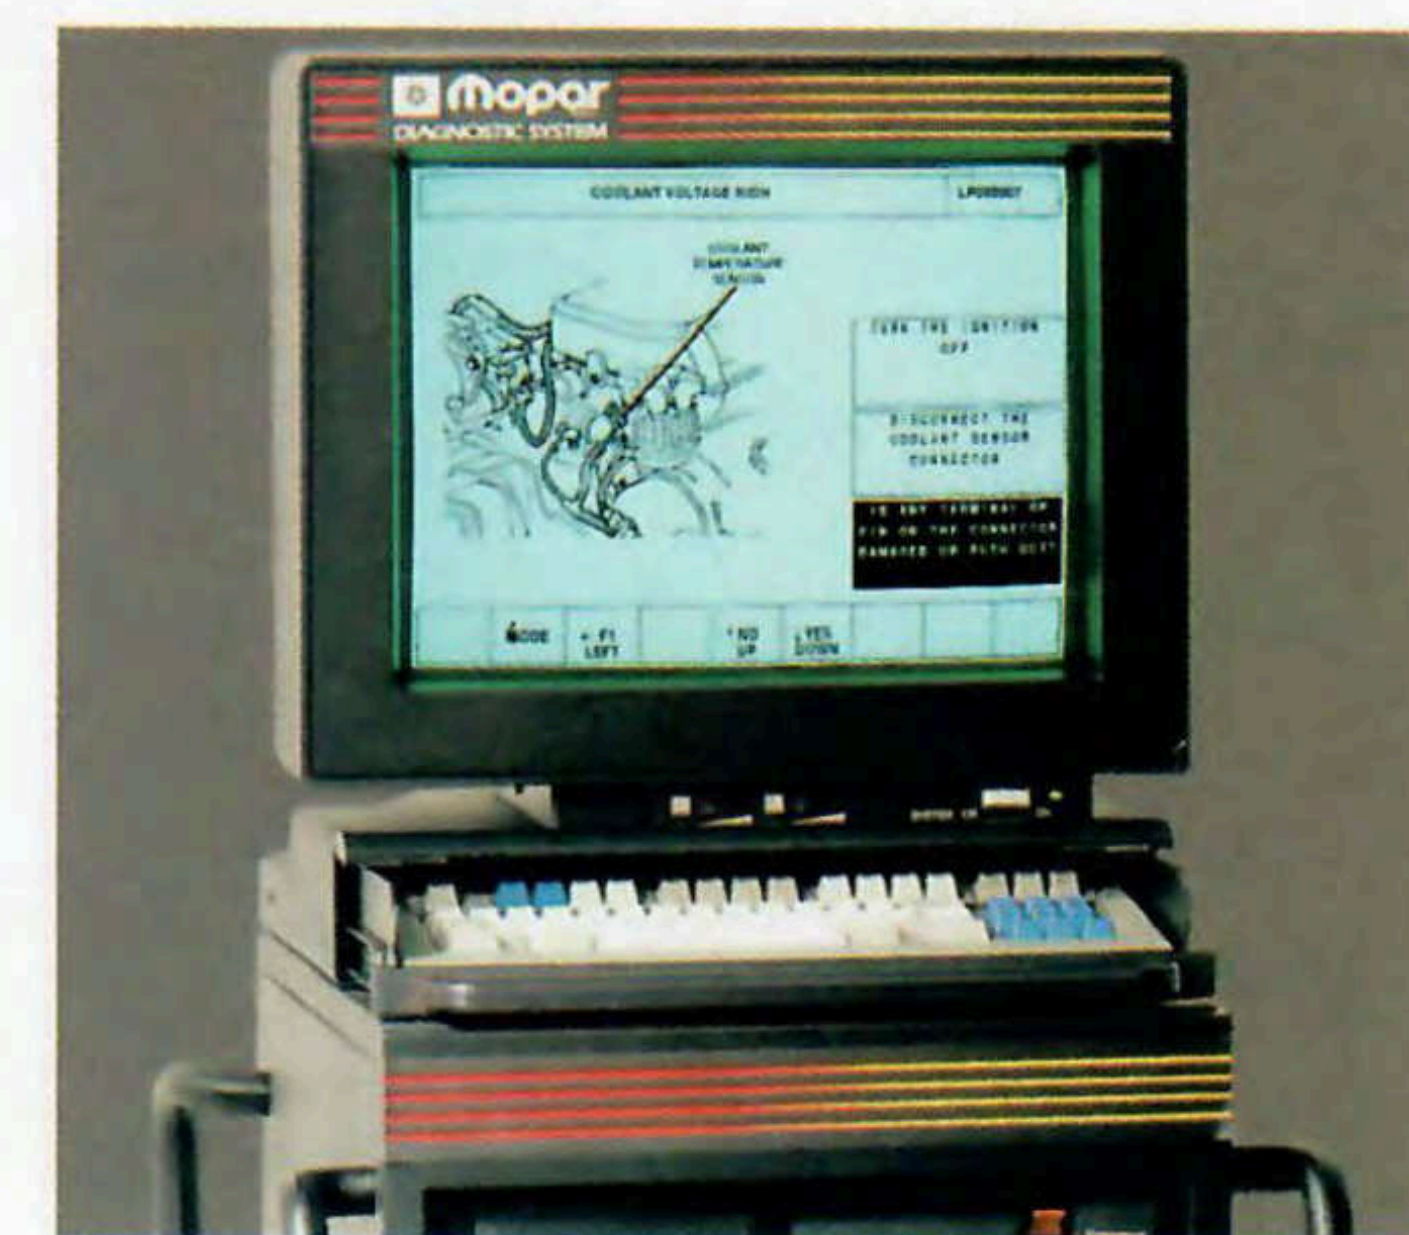 mopar
DIAGNOSTIC SYSTEM
COOLANT VOLTAGE HIGH
COOLANT
TEMPERATURE
SENSOR
TURN THE IGNITION
OFF
DISCONNECT THE
COOLANT SENSOR
CONNECTOR
IS ANY TERMINAL OR
PIN ON THE CONNECTOR
DAMAGED OR PUSH OUT?
MODE
F1
LEFT
NO
UP
YES
DOWN